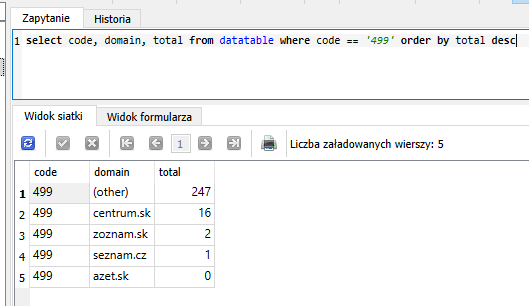 Zapytanie Historia
1 select code, domain, total from datatable where code == '499' order by total desc
Widok siatki Widok formularza
1 Liczba załadowanych wierszy: 5
code domain total
1 499 (other) 247
2 499 centrum.sk 16
3 499 zoznam.sk 2
4 499 seznam.cz 1
5 499 azet.sk 0